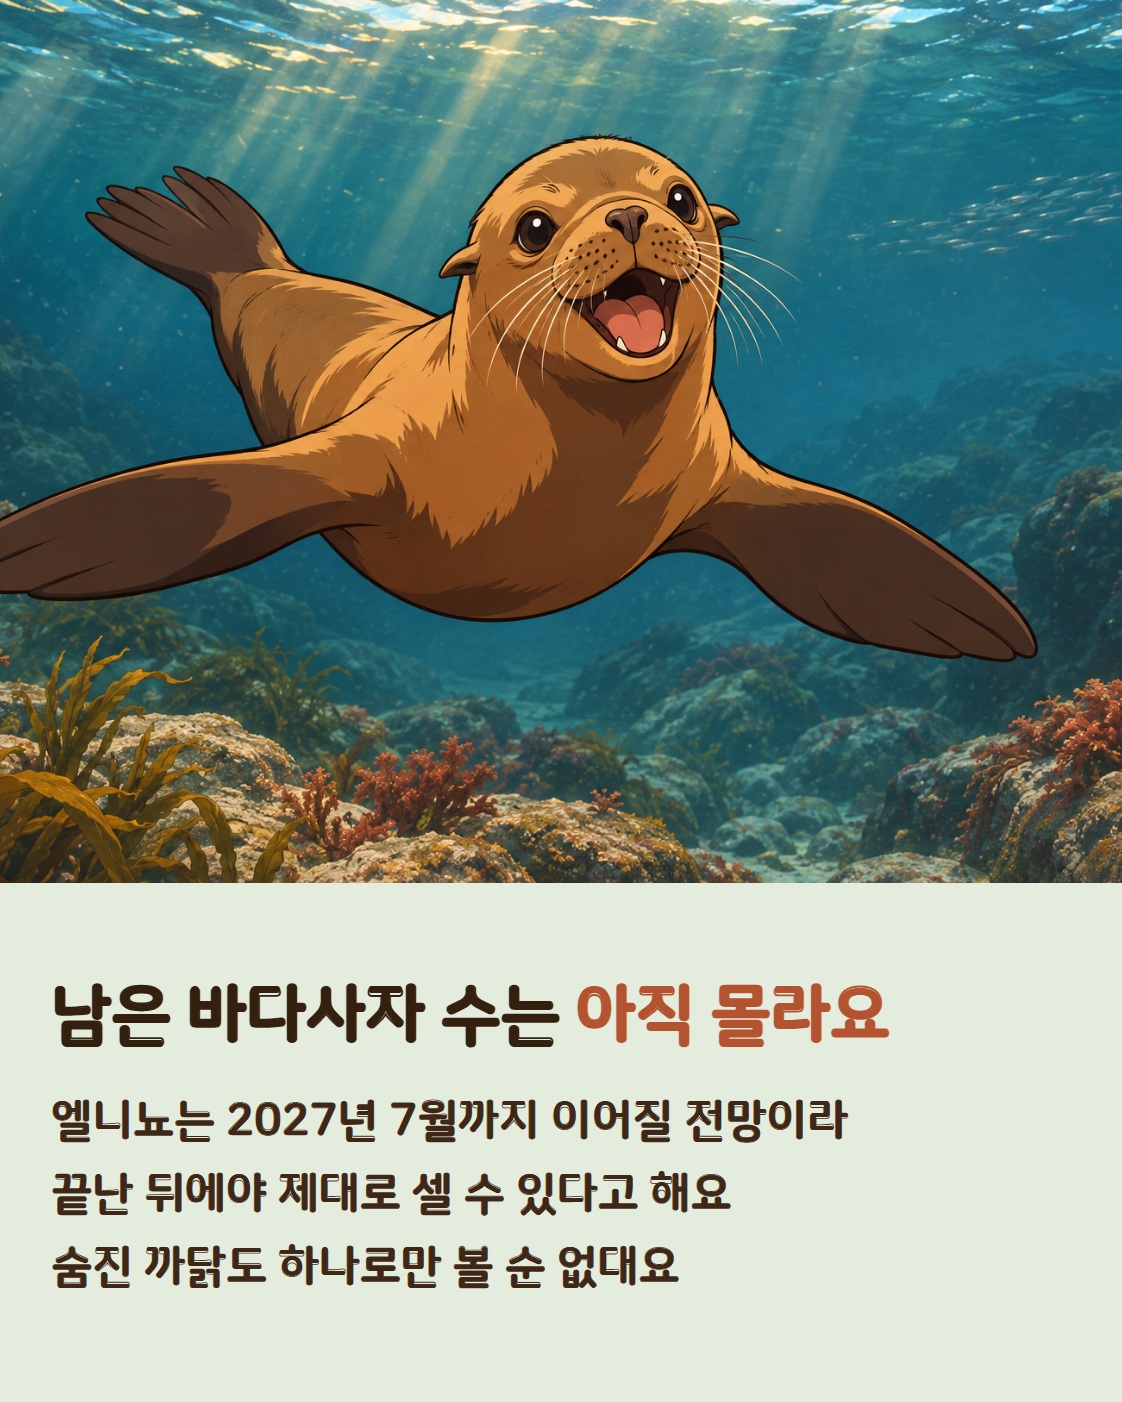 남은 바다사자 수는 아직 몰라요
엘니뇨는 2027년 7월까지 이어질 전망이라
끝난 뒤에야 제대로 셀 수 있다고 해요
숨진 까닭도 하나로만 볼 순 없대요